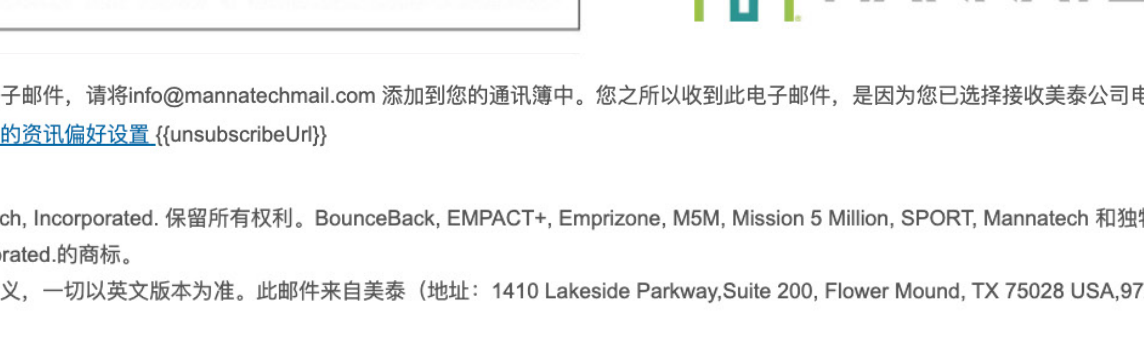 子邮件，请将info@mannatechmail.com 添加到您的通讯簿中。您之所以收到此电子邮件，是因为您已选择接收美泰公司电
的资讯偏好设置 {{unsubscribeUrl}}
ch, Incorporated. 保留所有权利。BounceBack, EMPACT+, Emprizone, M5M, Mission 5 Million, SPORT, Mannatech 和独
orated.的商标。
义，一切以英文版本为准。此邮件来自美泰（地址：1410 Lakeside Parkway,Suite 200, Flower Mound, TX 75028 USA,97